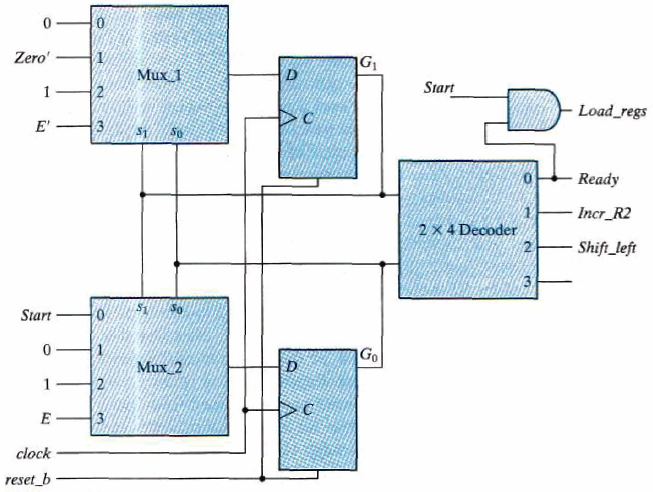 0
0
Zero'
1
Mux_1
1
2
E'
3
s1 s0
D
C
G1
Start
Load_regs
0
Ready
1
Incr_R2
2 × 4 Decoder
2
Shift_left
3
s1 s0
Start
0
0
1
Mux_2
1
2
E
3
D
C
G0
clock
reset_b